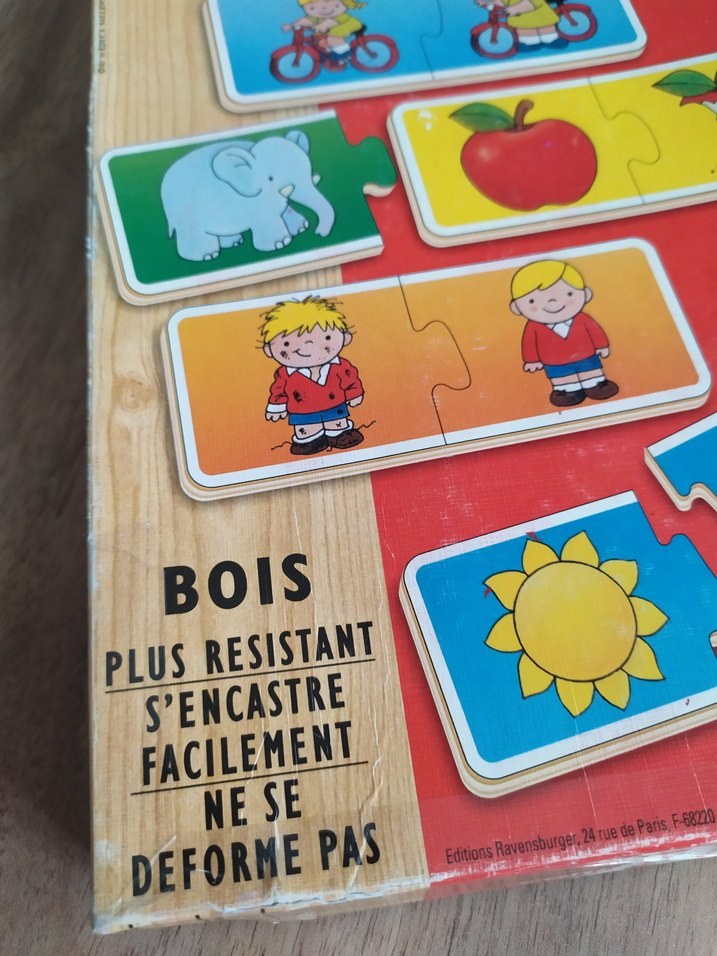 BOIS
PLUS RESISTANT
S'ENCASTRE
FACILEMENT
NE SE
DEFORME PAS
Editions Ravensburger, 24 rue de Paris, F-68220